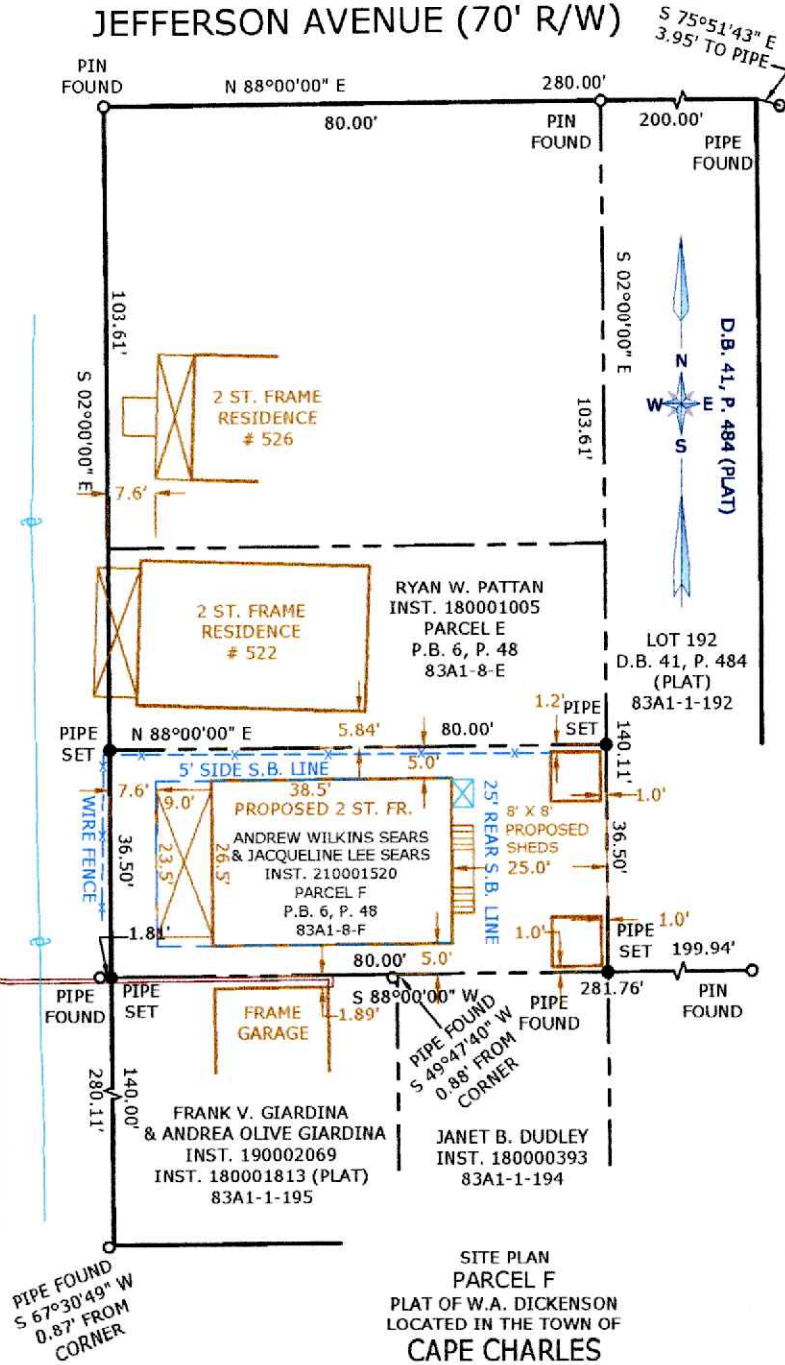 JEFFERSON AVENUE (70' R/W)
S 75°51'43" E
3.95' TO PIPE
PIN
FOUND
N 88°00'00" E
280.00'
80.00'
PIN
FOUND
200.00'
PIPE
FOUND
103.61'
S 02°00'00" E
S 02°00'00" E
103.61'
N
W E
S
D.B. 41, P. 484 (PLAT)
2 ST. FRAME
RESIDENCE
# 526
7.6'
2 ST. FRAME
RESIDENCE
# 522
RYAN W. PATTAN
INST. 180001005
PARCEL E
P.B. 6, P. 48
83A1-8-E
LOT 192
D.B. 41, P. 484
(PLAT)
83A1-1-192
PIPE
SET
N 88°00'00" E
5.84'
80.00'
1.2'
PIPE
SET
140.11'
5' SIDE S.B. LINE
5.0'
7.6'
9.0'
38.5'
PROPOSED 2 ST. FR.
ANDREW WILKINS SEARS
& JACQUELINE LEE SEARS
INST. 210001520
PARCEL F
P.B. 6, P. 48
83A1-8-F
WIRE FENCE
36.50'
23.5'
26.5'
25' REAR S.B. LINE
8' X 8'
PROPOSED
SHEDS
25.0'
1.0'
36.50'
1.81'
80.00'
5.0'
1.0'
1.0'
PIPE
SET
199.94'
PIPE
FOUND
PIPE
SET
S 88°00'00" W
PIPE
FOUND
281.76'
PIN
FOUND
FRAME
GARAGE
1.89'
PIPE FOUND
S 49°47'40" W
0.88' FROM
CORNER
140.00'
280.11'
FRANK V. GIARDINA
& ANDREA OLIVE GIARDINA
INST. 190002069
INST. 180001813 (PLAT)
83A1-1-195
JANET B. DUDLEY
INST. 180000393
83A1-1-194
PIPE FOUND
S 67°30'49" W
0.87' FROM
CORNER
SITE PLAN
PARCEL F
PLAT OF W.A. DICKENSON
LOCATED IN THE TOWN OF
CAPE CHARLES